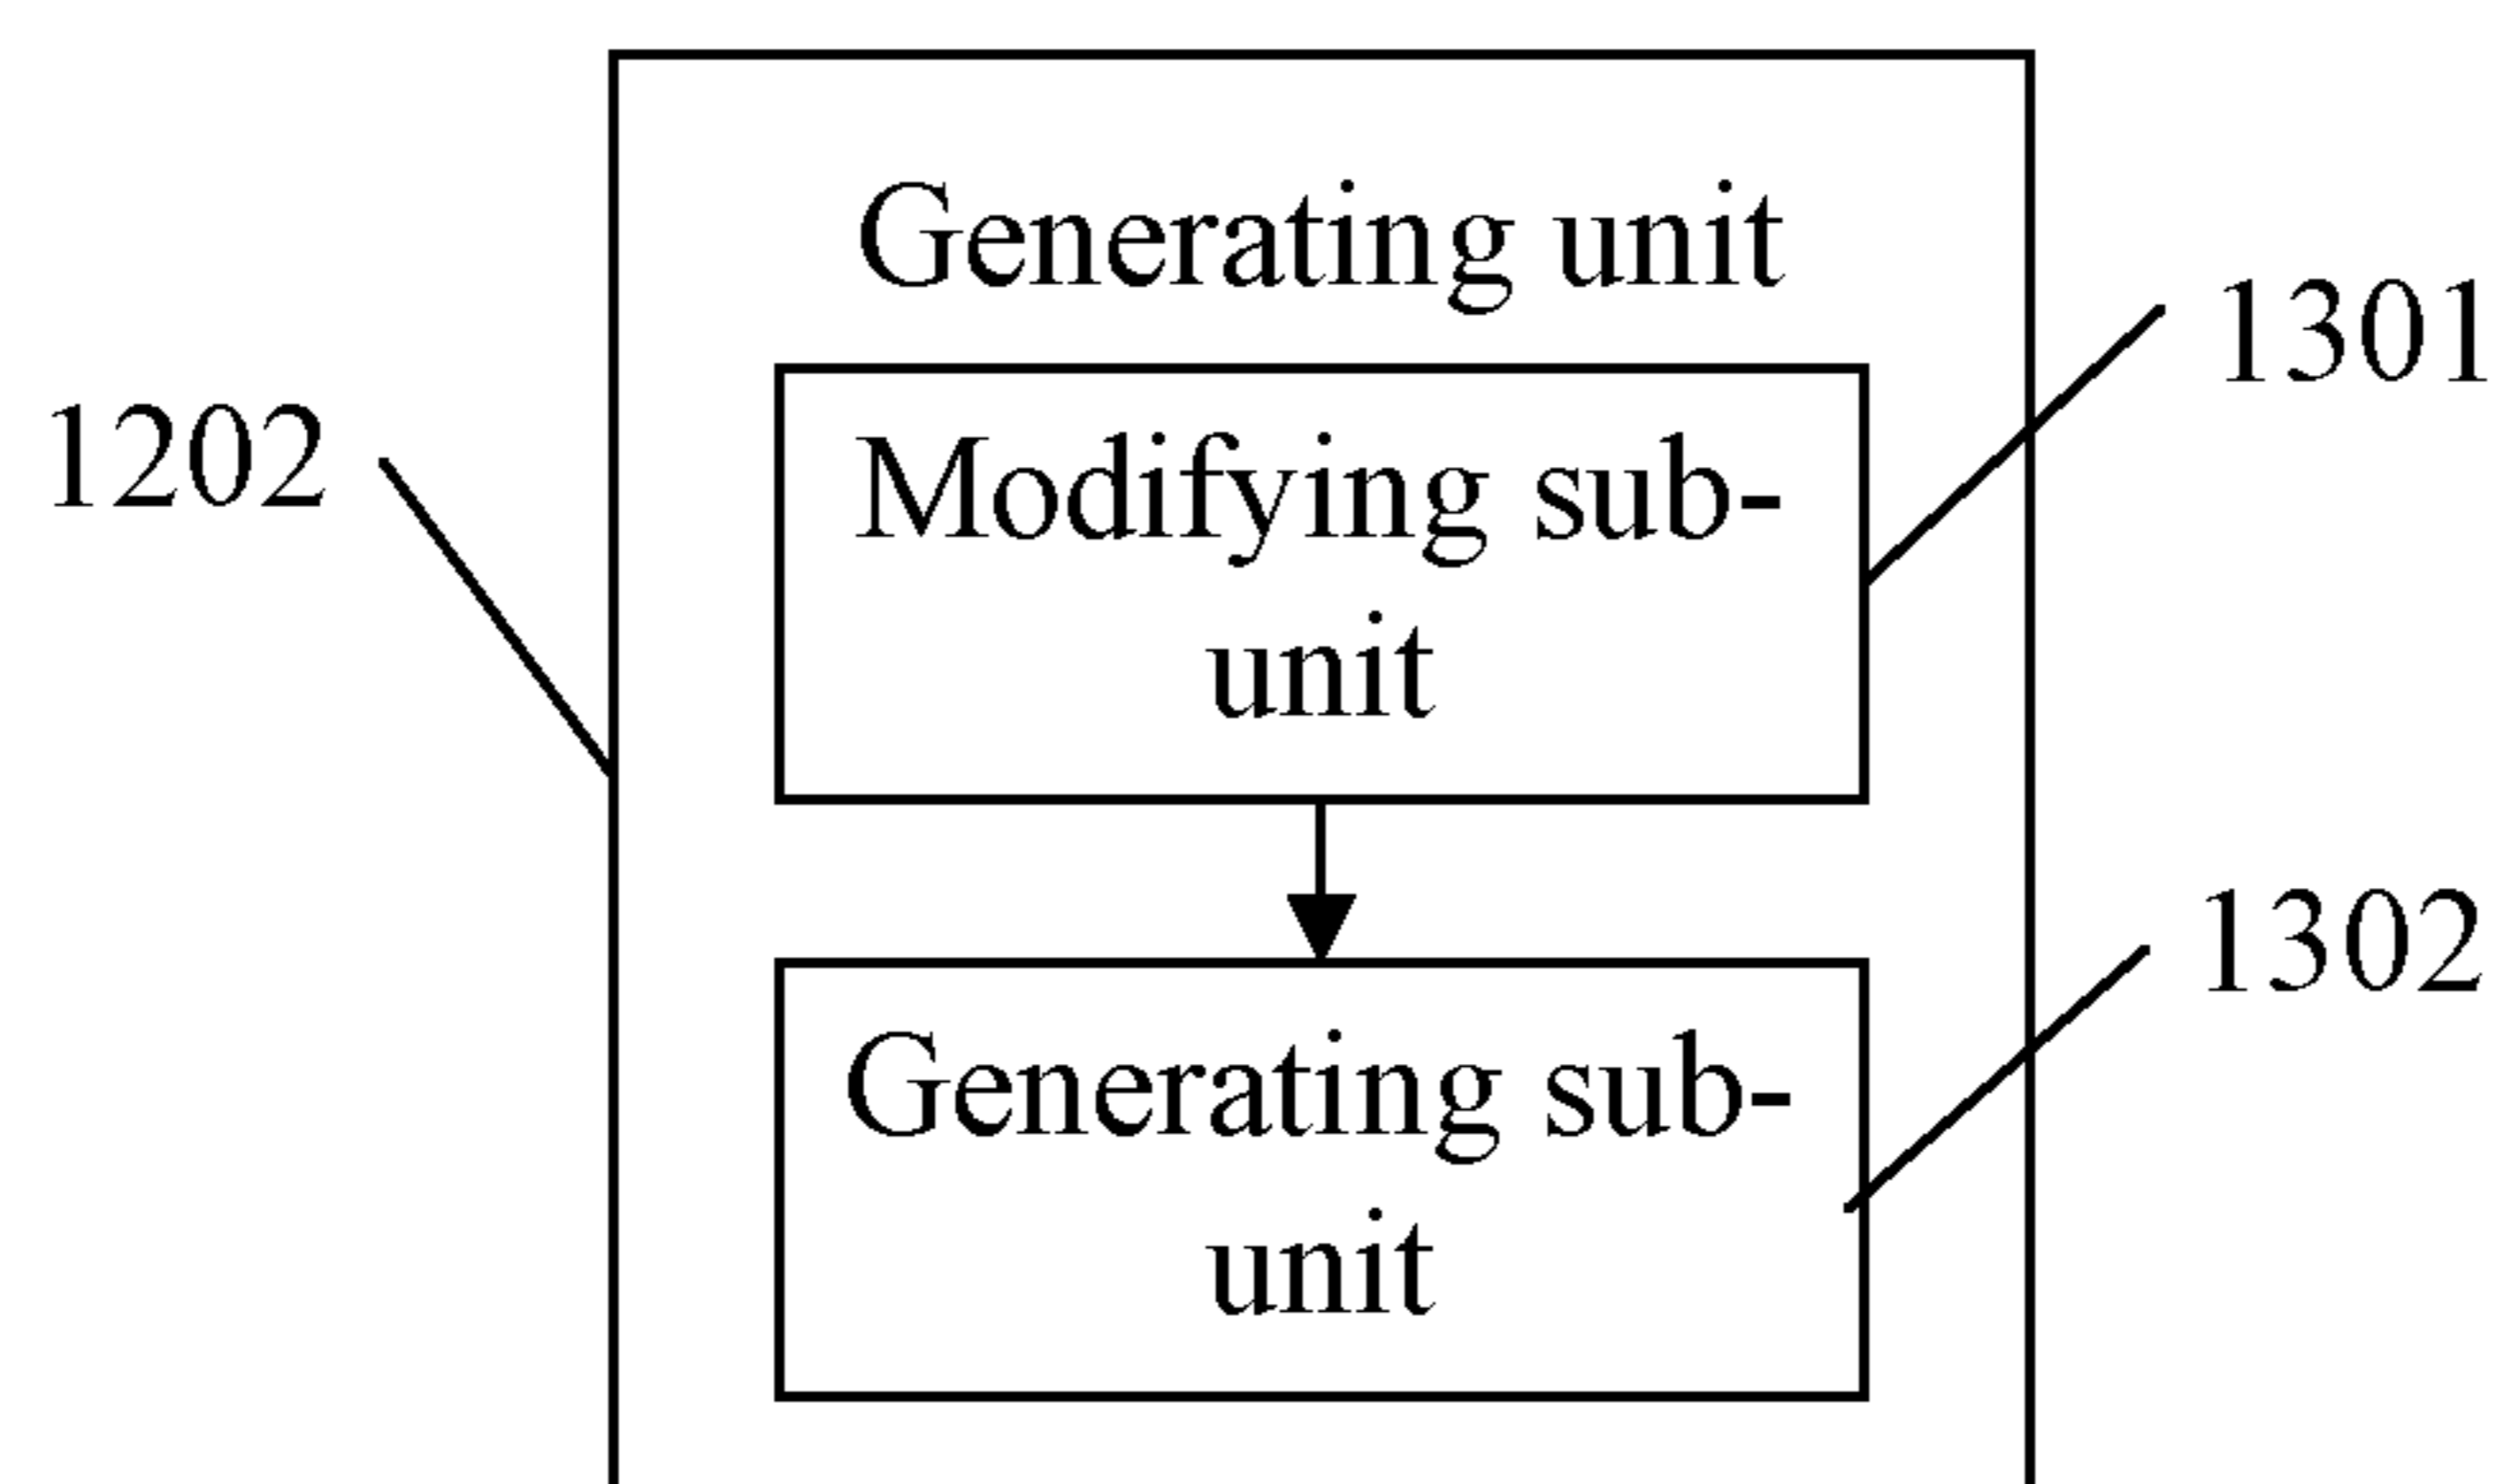 Generating unit
1301
1202
Modifying sub-
unit
1302
Generating sub-
unit